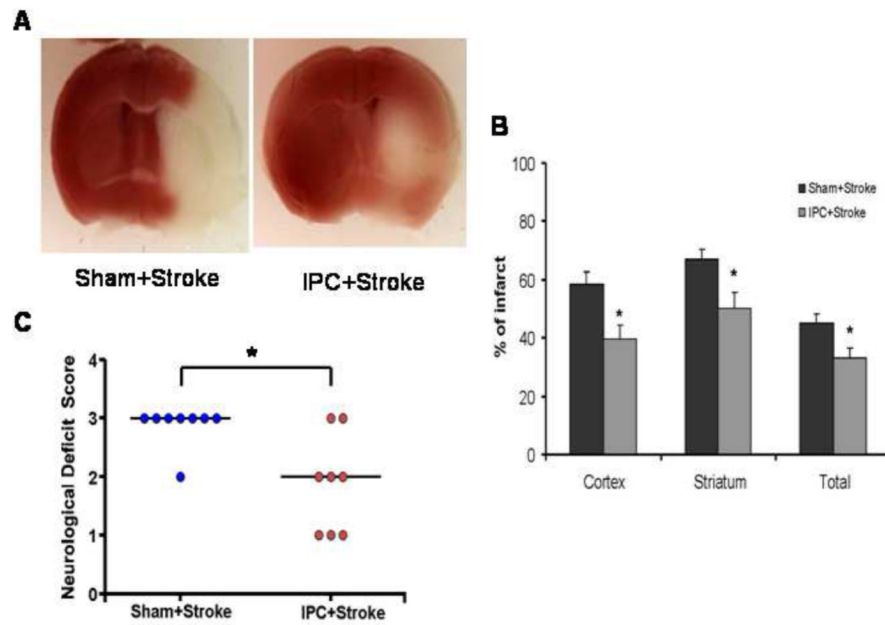 A
Sham+Stroke
IPC+Stroke
B
% of infarct
100
80
60
40
20
0
Sham+Stroke
IPC+Stroke
*
*
*
Cortex
Striatum
Total
C
Neurological Deficit Score
4
3
2
1
0
*
Sham+Stroke
IPC+Stroke